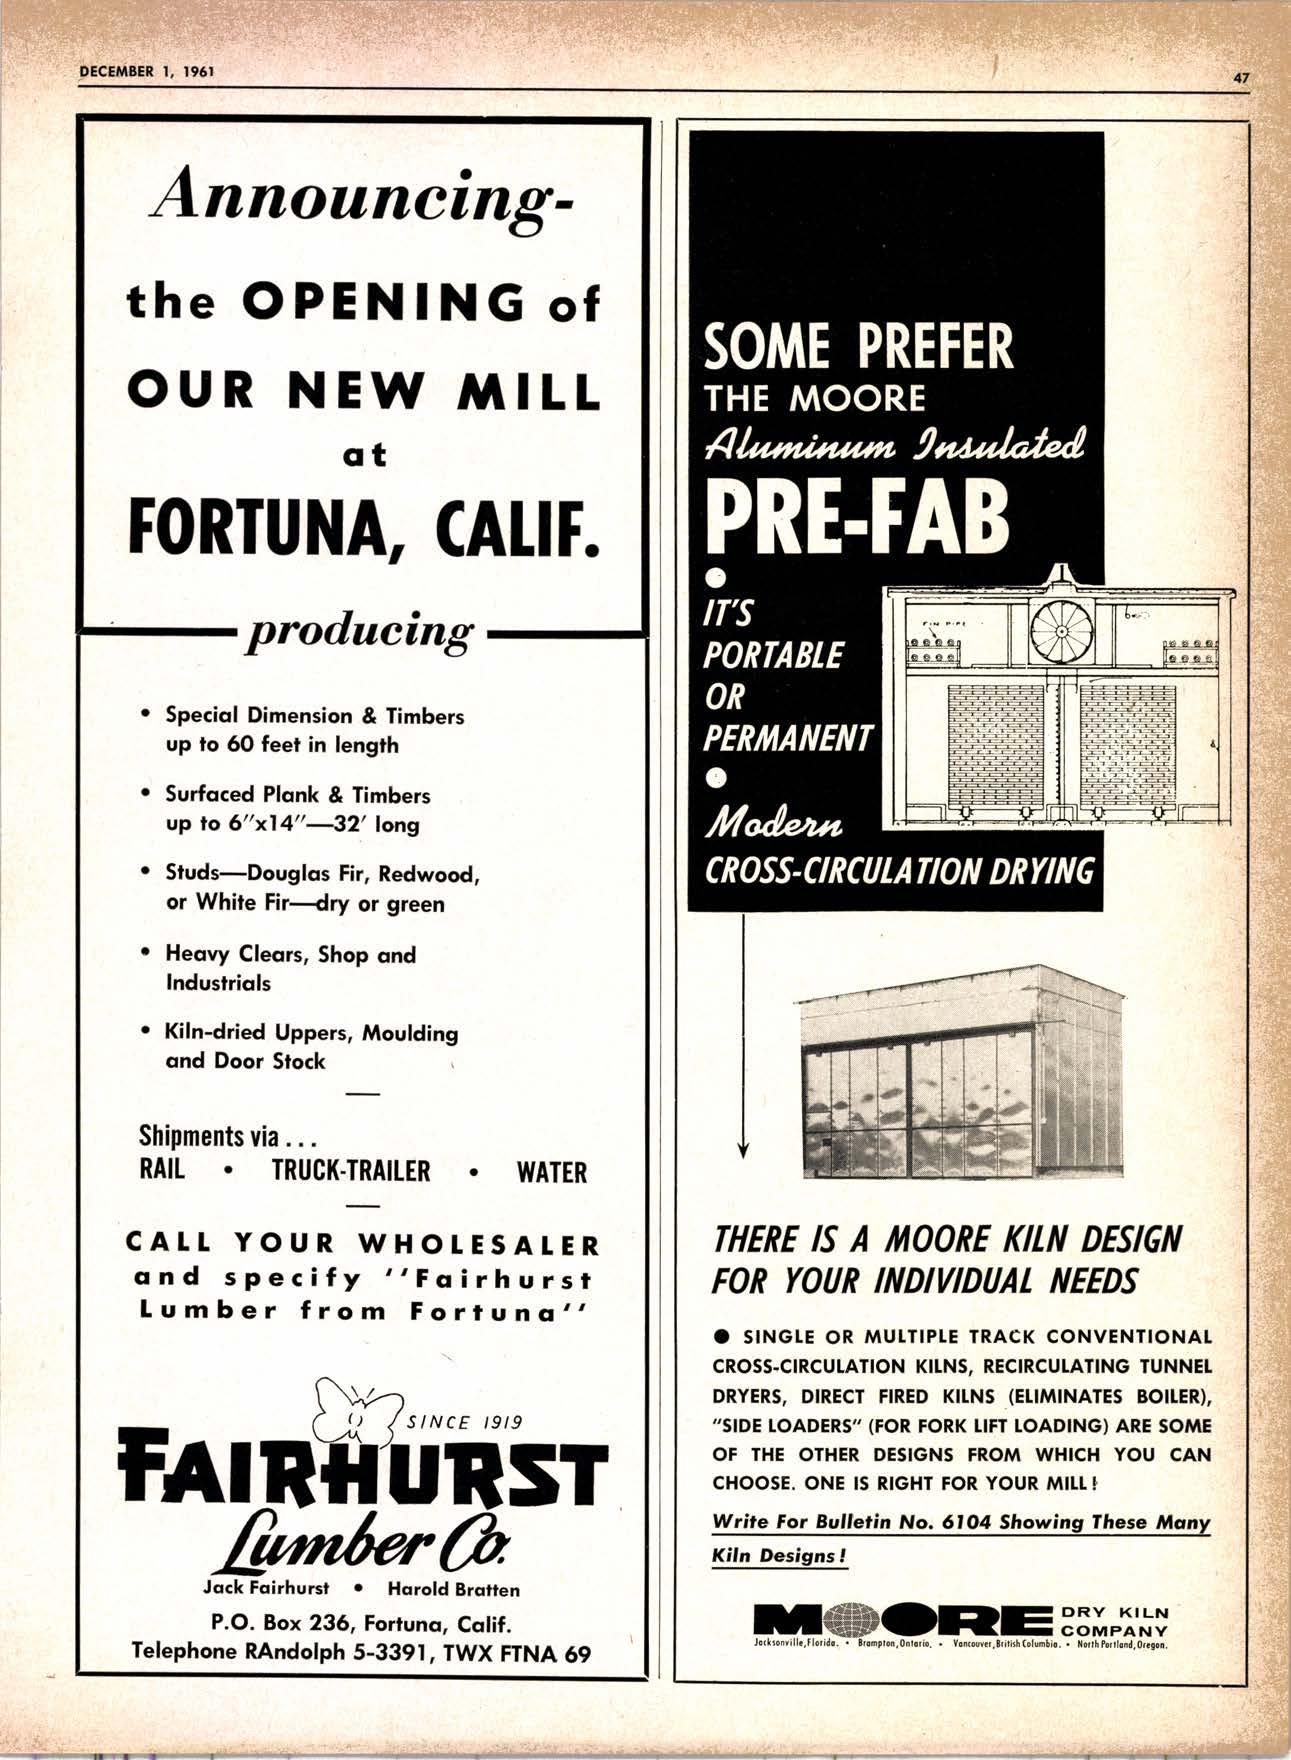 DECEMBER 1, 1961
47
Announcing-
the OPENING of
OUR NEW MILL
at
FORTUNA, CALIF.
producing
• Special Dimension & Timbers
up to 60 feet in length
• Surfaced Plank & Timbers
up to 6"x14"—32' long
• Studs—Douglas Fir, Redwood,
or White Fir—dry or green
• Heavy Clears, Shop and
Industrials
• Kiln-dried Uppers, Moulding
and Door Stock
Shipments via . . .
RAIL • TRUCK-TRAILER • WATER
CALL YOUR WHOLESALER
and specify ''Fairhurst
Lumber from Fortuna''
SINCE 1919
FAIRHURST
Lumber Co.
Jack Fairhurst • Harold Bratten
P.O. Box 236, Fortuna, Calif.
Telephone RAndolph 5-3391, TWX FTNA 69
SOME PREFER
THE MOORE
Aluminum Insulated
PRE-FAB
•
IT'S
PORTABLE
OR
PERMANENT
•
Modern
CROSS-CIRCULATION DRYING
FIN PIPE
THERE IS A MOORE KILN DESIGN
FOR YOUR INDIVIDUAL NEEDS
• SINGLE OR MULTIPLE TRACK CONVENTIONAL
CROSS-CIRCULATION KILNS, RECIRCULATING TUNNEL
DRYERS, DIRECT FIRED KILNS (ELIMINATES BOILER),
"SIDE LOADERS" (FOR FORK LIFT LOADING) ARE SOME
OF THE OTHER DESIGNS FROM WHICH YOU CAN
CHOOSE. ONE IS RIGHT FOR YOUR MILL!
Write For Bulletin No. 6104 Showing These Many
Kiln Designs!
MOORE DRY KILN
COMPANY
Jacksonville, Florida. • Brampton, Ontario. • Vancouver, British Columbia. • North Portland, Oregon.